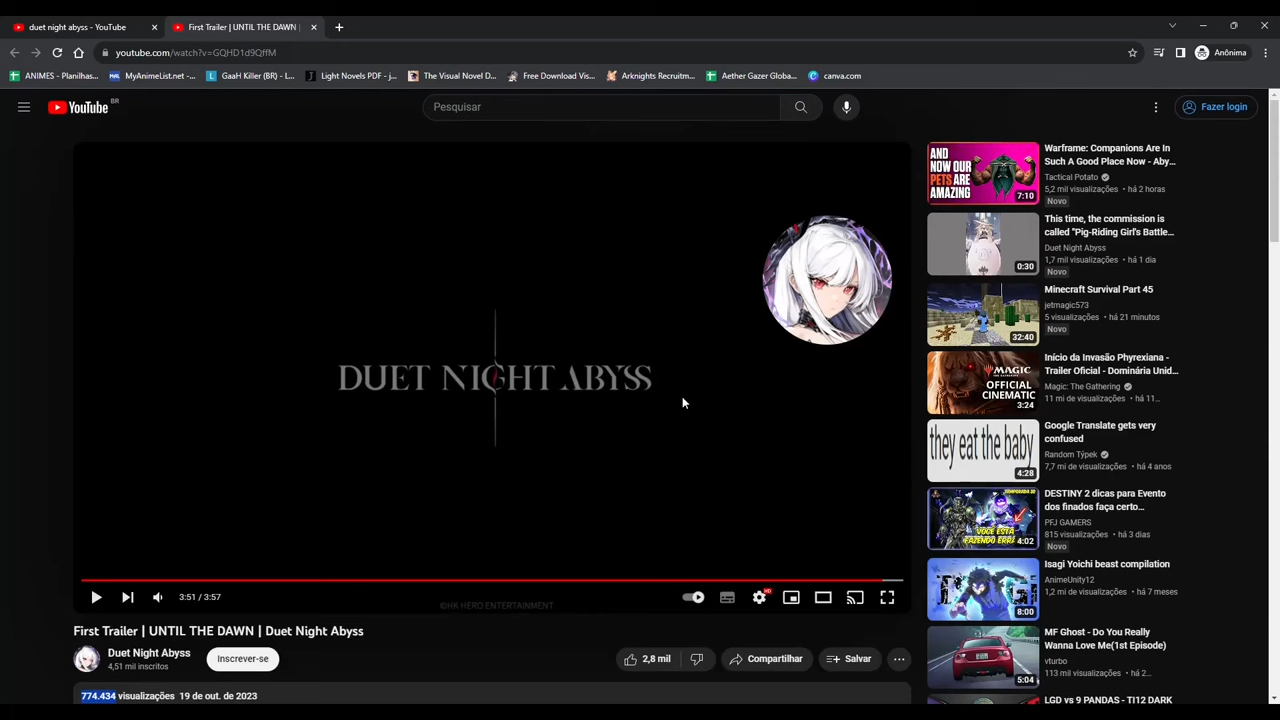 duet night abyss - YouTube
First Trailer | UNTIL THE DAWN |
youtube.com/watch?v=GQHD1d9QffM
Anônima
ANIMES - Planilhas...
MyAnimeList.net -...
GaaH Killer (BR) - L...
Light Novels PDF - j...
The Visual Novel D...
Free Download Vis...
Arknights Recruitm...
Aether Gazer Globa...
canva.com
YouTube BR
Pesquisar
Fazer login
DUET NIGHT ABYSS
3:51 / 3:57
HD
©HK HERO ENTERTAINMENT
First Trailer | UNTIL THE DAWN | Duet Night Abyss
Duet Night Abyss
4,51 mil inscritos
Inscrever-se
2,8 mil
Compartilhar
Salvar
774.434 visualizações 19 de out. de 2023
AND
NOW OUR
PETS ARE
AMAZING
7:10
Warframe: Companions Are In
Such A Good Place Now - Aby...
Tactical Potato
5,2 mil visualizações • há 2 horas
Novo
0:30
This time, the commission is
called "Pig-Riding Girl's Battle...
Duet Night Abyss
1,7 mil visualizações • há 1 dia
Novo
32:40
Minecraft Survival Part 45
jetmagic573
5 visualizações • há 21 minutos
Novo
MAGIC
OFFICIAL
CINEMATIC
3:24
Início da Invasão Phyrexiana -
Trailer Oficial - Dominária Unid...
Magic: The Gathering
11 mi de visualizações • há 11...
they eat the baby
4:28
Google Translate gets very
confused
Random Týpek
7,7 mi de visualizações • há 4 anos
VOCÊ ESTÁ
FAZENDO ERRA
4:02
DESTINY 2 dicas para Evento
dos finados faça certo...
PFJ GAMERS
815 visualizações • há 3 dias
Novo
8:00
Isagi Yoichi beast compilation
AnimeUnity12
1,2 mi de visualizações • há 7 meses
5:04
MF Ghost - Do You Really
Wanna Love Me(1st Episode)
vturbo
113 mil visualizações • há 2...
LGD vs 9 PANDAS - TI12 DARK